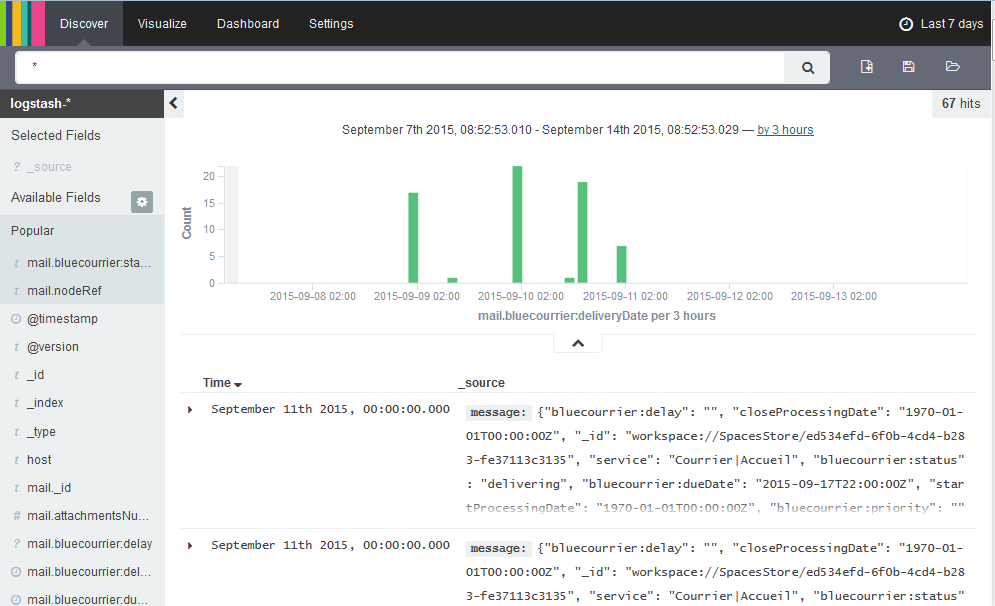 Discover Visualize Dashboard Settings Last 7 days
*
logstash-* 67 hits
Selected Fields
? _source
Available Fields
Popular
t mail.bluecourrier:sta...
t mail.nodeRef
@timestamp
t @version
t _id
t _index
t _type
t host
t mail._id
# mail.attachmentsNu...
? mail.bluecourrier:delay
mail.bluecourrier:del...
mail.bluecourrier:du...
September 7th 2015, 08:52:53.010 - September 14th 2015, 08:52:53.029 — by 3 hours
Count
20
15
10
5
0
2015-09-08 02:00 2015-09-09 02:00 2015-09-10 02:00 2015-09-11 02:00 2015-09-12 02:00 2015-09-13 02:00
mail.bluecourrier:deliveryDate per 3 hours
Time _source
September 11th 2015, 00:00:00.000 message: {"bluecourrier:delay": "", "closeProcessingDate": "1970-
01-01T00:00:00Z", "_id": "workspace://SpacesStore/ed534efd-6f0b-4cd4-b28
3-fe37113c3135", "service": "Courrier|Accueil", "bluecourrier:status"
: "delivering", "bluecourrier:dueDate": "2015-09-17T22:00:00Z", "star
tProcessingDate": "1970-01-01T00:00:00Z", "bluecourrier:priority": ""
September 11th 2015, 00:00:00.000 message: {"bluecourrier:delay": "", "closeProcessingDate": "1970-
01-01T00:00:00Z", "_id": "workspace://SpacesStore/ed534efd-6f0b-4cd4-b28
3-fe37113c3135", "service": "Courrier|Accueil", "bluecourrier:status"